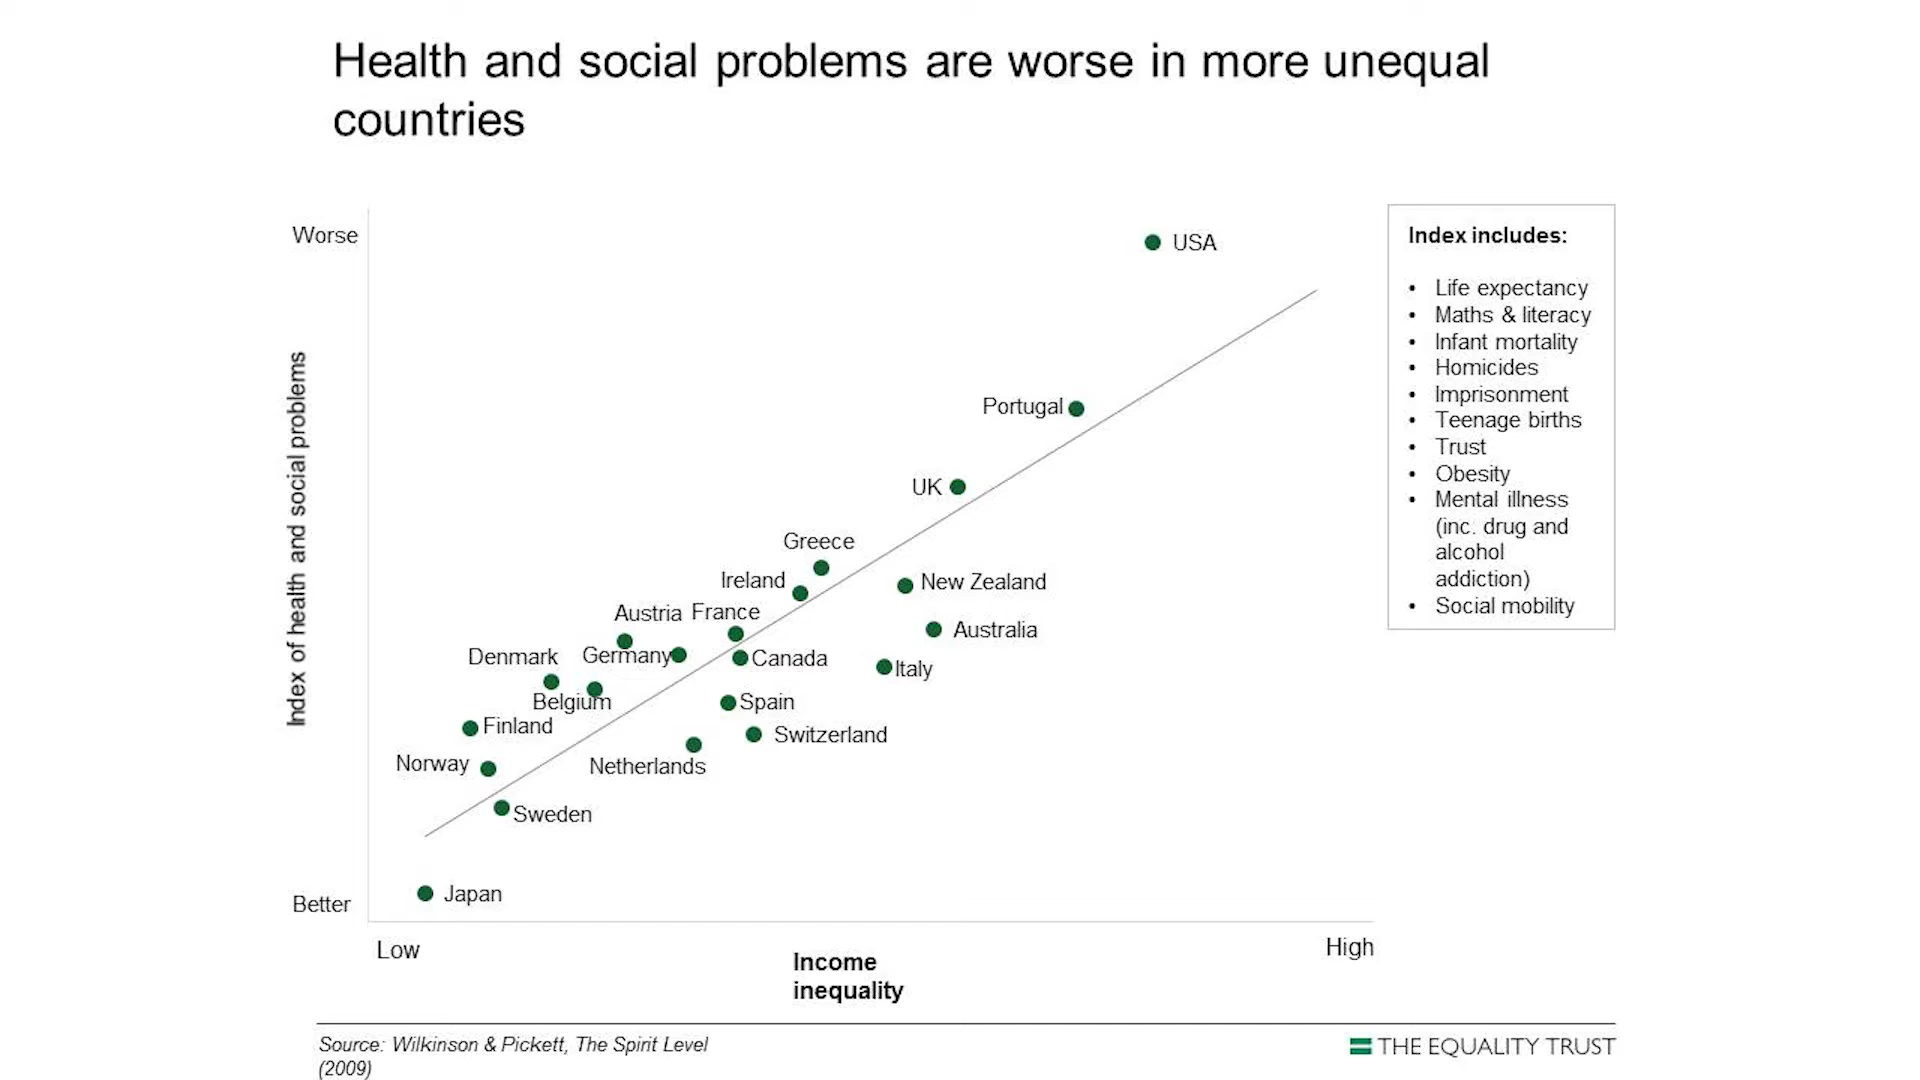 Health and social problems are worse in more unequal
countries
Worse
Better
Index of health and social problems
USA
Portugal
UK
Greece
Ireland
New Zealand
Austria
France
Australia
Denmark
Germany
Canada
Italy
Belgium
Spain
Finland
Switzerland
Norway
Netherlands
Sweden
Japan
Low
High
Income
inequality
Index includes:
• Life expectancy
• Maths & literacy
• Infant mortality
• Homicides
• Imprisonment
• Teenage births
• Trust
• Obesity
• Mental illness
(inc. drug and
alcohol
addiction)
• Social mobility
Source: Wilkinson & Pickett, The Spirit Level
(2009)
THE EQUALITY TRUST